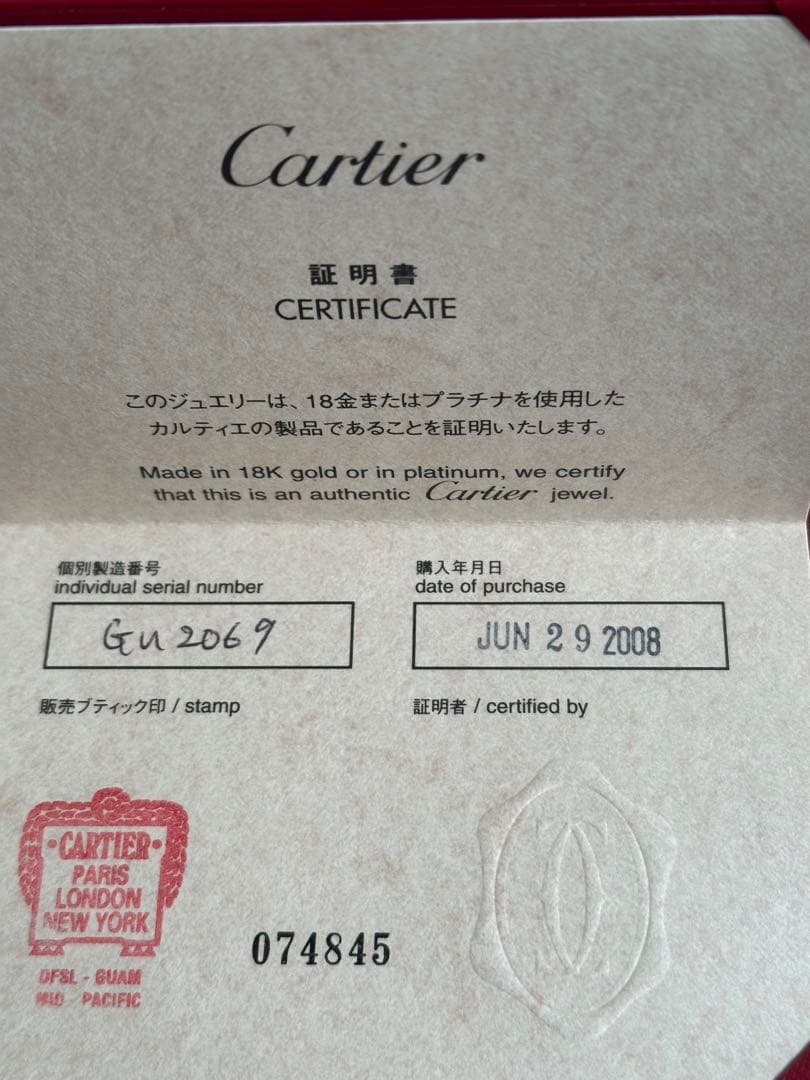 Cartier
証明書
CERTIFICATE
このジュエリーは、18金またはプラチナを使用した
カルティエの製品であることを証明いたします。
Made in 18K gold or in platinum, we certify
that this is an authentic Cartier jewel.
個別製造番号
individual serial number
GU2069
購入年月日
date of purchase
JUN 29 2008
販売ブティック印 / stamp
証明者 / certified by
CARTIER
PARIS
LONDON
NEW YORK
DFSL - GUAM
MID - PACIFIC
074845